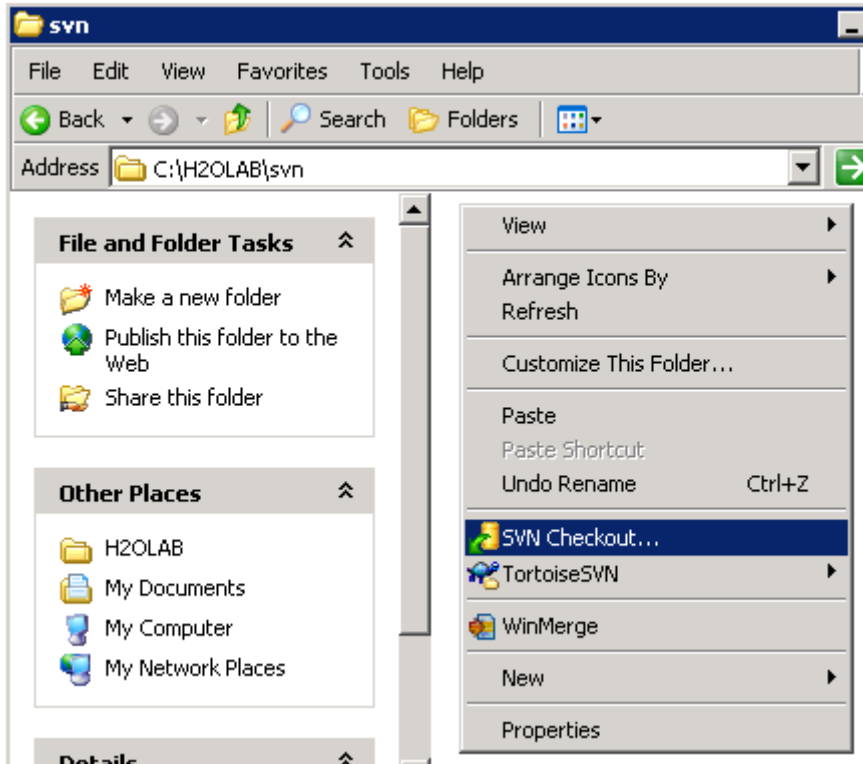 svn
File Edit View Favorites Tools Help
Back Search Folders
Address C:\H2OLAB\svn
File and Folder Tasks
Make a new folder
Publish this folder to the
Web
Share this folder
Other Places
H2OLAB
My Documents
My Computer
My Network Places
Details
View
Arrange Icons By
Refresh
Customize This Folder...
Paste
Paste Shortcut
Undo Rename Ctrl+Z
SVN Checkout...
TortoiseSVN
WinMerge
New
Properties